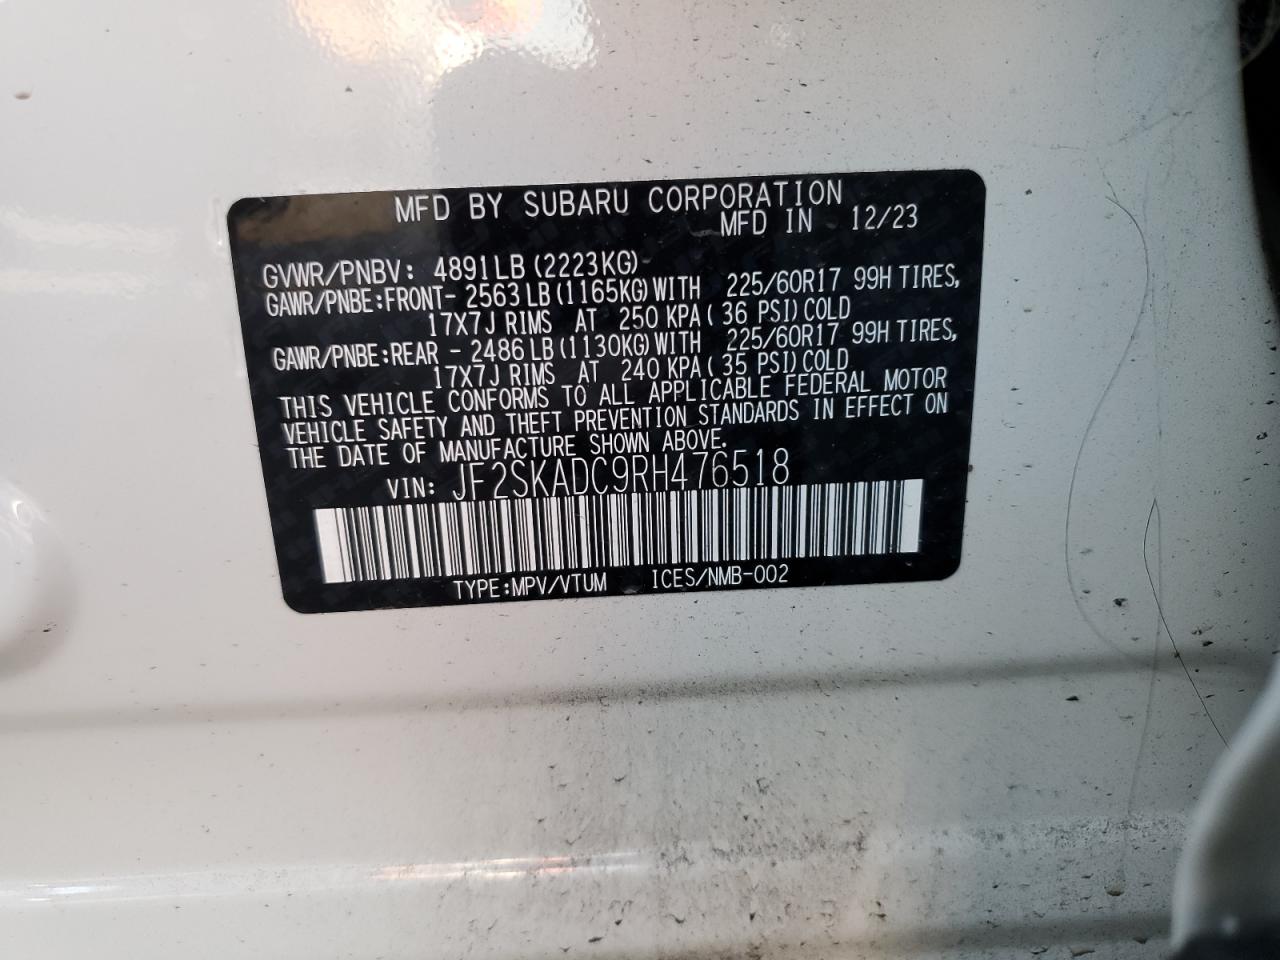 MFD BY SUBARU CORPORATION
MFD IN 12/23
GVWR/PNBV: 4891LB (2223KG)
GAWR/PNBE:FRONT- 2563 LB (1165KG) WITH 225/60R17 99H TIRES,
17X7J RIMS AT 250 KPA ( 36 PSI) COLD
GAWR/PNBE:REAR - 2486 LB (1130KG) WITH 225/60R17 99H TIRES,
17X7J RIMS AT 240 KPA ( 35 PSI) COLD
THIS VEHICLE CONFORMS TO ALL APPLICABLE FEDERAL MOTOR
VEHICLE SAFETY AND THEFT PREVENTION STANDARDS IN EFFECT ON
THE DATE OF MANUFACTURE SHOWN ABOVE.
VIN: JF2SKADC9RH476518
TYPE:MPV/VTUM ICES/NMB-002